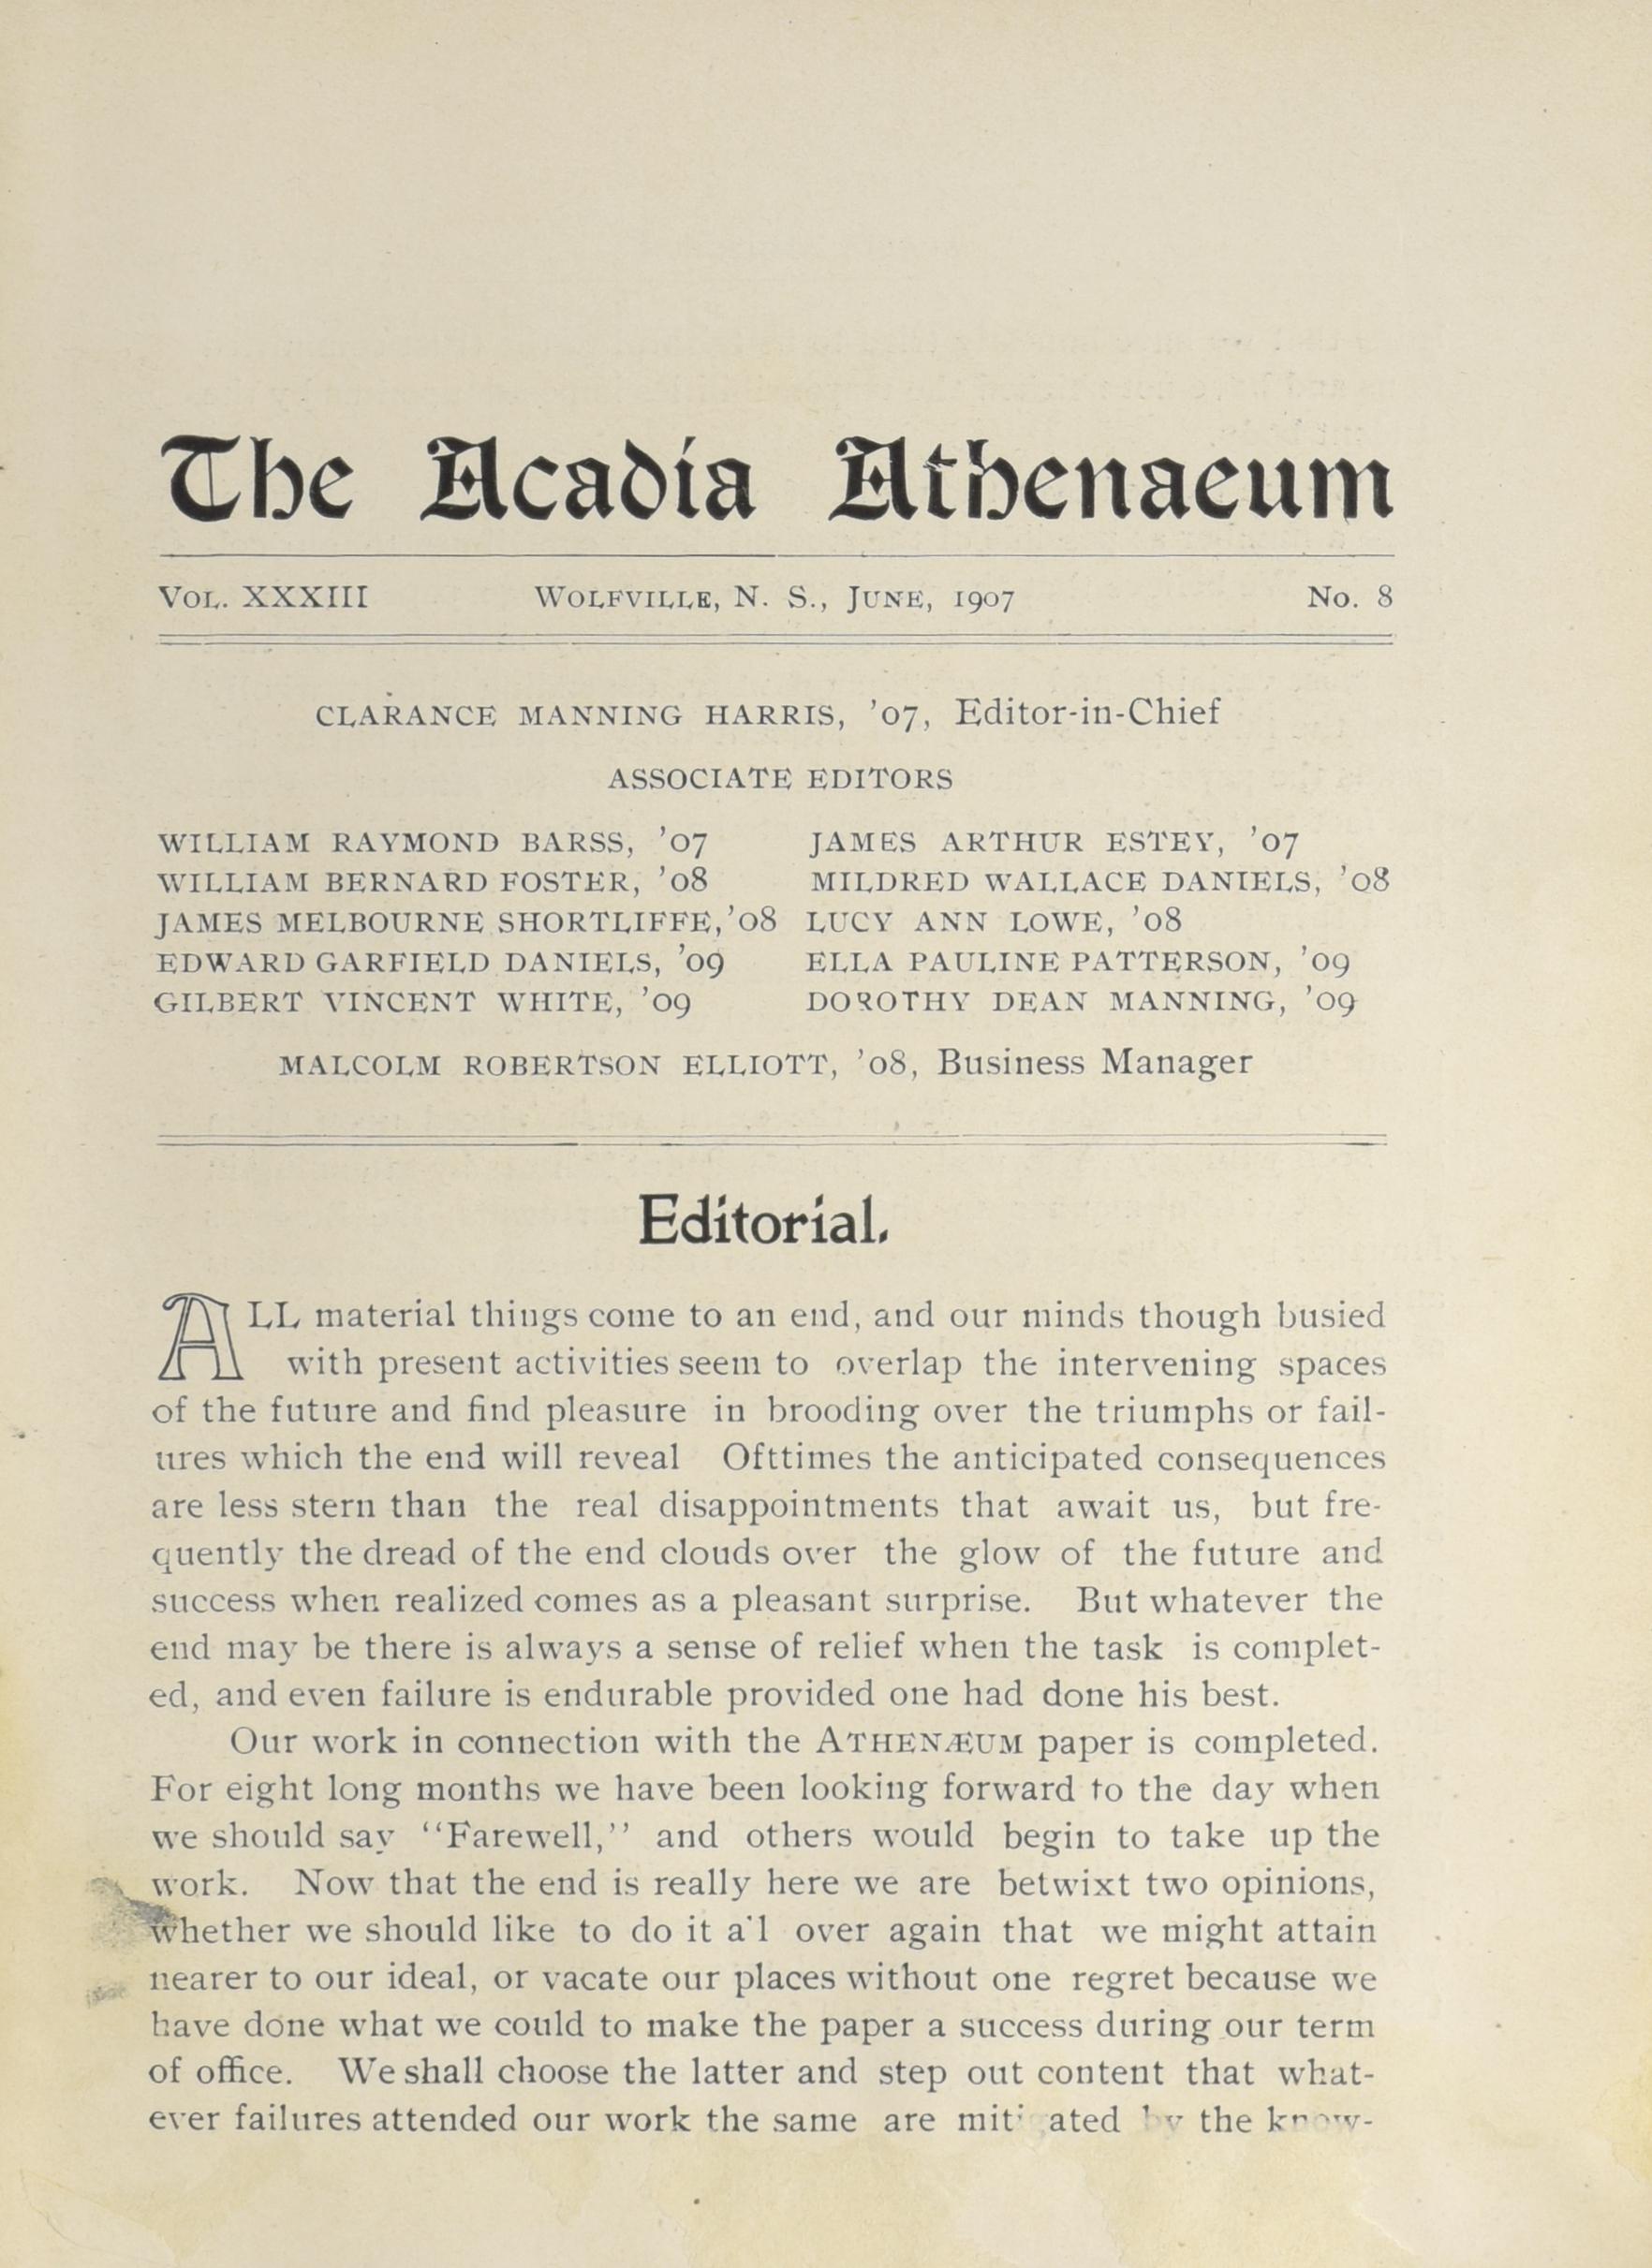 The Acadia Athenaeum
VOL. XXXIII WOLFVILLE, N. S., JUNE, 1907 No. 8
CLARANCE MANNING HARRIS, '07, Editor-in-Chief
ASSOCIATE EDITORS
WILLIAM RAYMOND BARSS, '07 JAMES ARTHUR ESTEY, '07
WILLIAM BERNARD FOSTER, '08 MILDRED WALLACE DANIELS, '08
JAMES MELBOURNE SHORTLIFFE, '08 LUCY ANN LOWE, '08
EDWARD GARFIELD DANIELS, '09 ELLA PAULINE PATTERSON, '09
GILBERT VINCENT WHITE, '09 DOROTHY DEAN MANNING, '09
MALCOLM ROBERTSON ELLIOTT, '08, Business Manager
Editorial.
ALL material things come to an end, and our minds though busied
with present activities seem to overlap the intervening spaces
of the future and find pleasure in brooding over the triumphs or fail-
ures which the end will reveal Ofttimes the anticipated consequences
are less stern than the real disappointments that await us, but fre-
quently the dread of the end clouds over the glow of the future and
success when realized comes as a pleasant surprise. But whatever the
end may be there is always a sense of relief when the task is complet-
ed, and even failure is endurable provided one had done his best.
Our work in connection with the ATHENÆUM paper is completed.
For eight long months we have been looking forward to the day when
we should say "Farewell," and others would begin to take up the
work. Now that the end is really here we are betwixt two opinions,
whether we should like to do it all over again that we might attain
nearer to our ideal, or vacate our places without one regret because we
have done what we could to make the paper a success during our term
of office. We shall choose the latter and step out content that what-
ever failures attended our work the same are mitigated by the know-